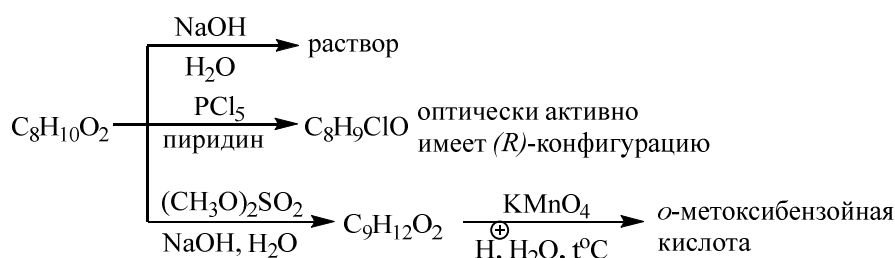 NaOH
H₂O
раствор
C₈H₁₀O₂
PCl₅
пиридин
C₈H₉ClO
оптически активно
имеет (R)-конфигурацию
(CH₃O)₂SO₂
NaOH, H₂O
C₉H₁₂O₂
KMnO₄
⊕
H, H₂O, t°C
о-метоксибензойная
кислота